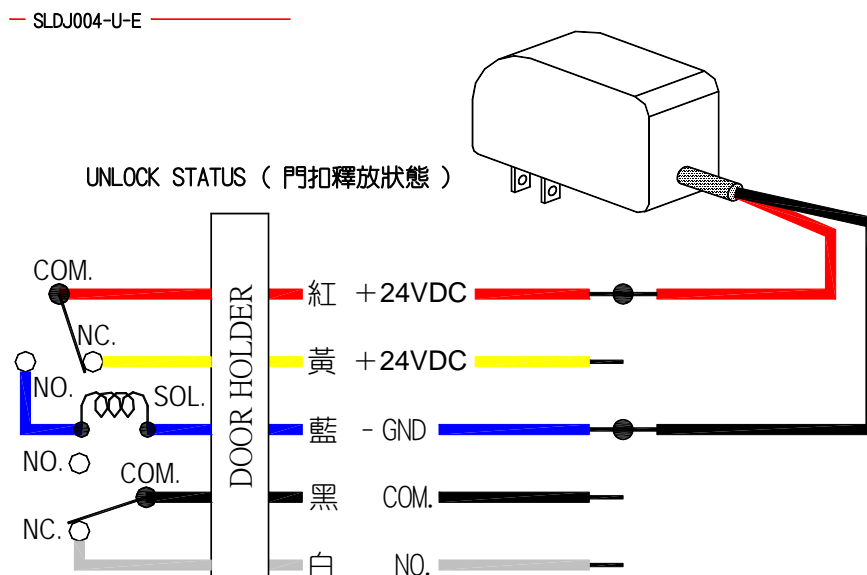 SLDJ004-U-E
UNLOCK STATUS ( 門扣釋放狀態 )
COM.
紅 +24VDC
NC.
黃 +24VDC
NO.
SOL.
藍 - GND
DOOR HOLDER
NO.
COM.
黑 COM.
NC.
白 NO.